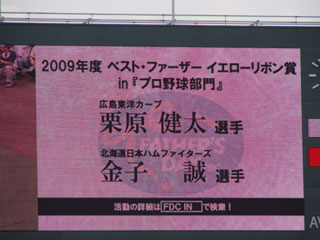 2009年度 ベスト・ファーザー イエローリボン賞
in『プロ野球部門』
広島東洋カープ
栗原 健太 選手
北海道日本ハムファイターズ
金子 誠 選手
活動の詳細は FDC IN で検索!